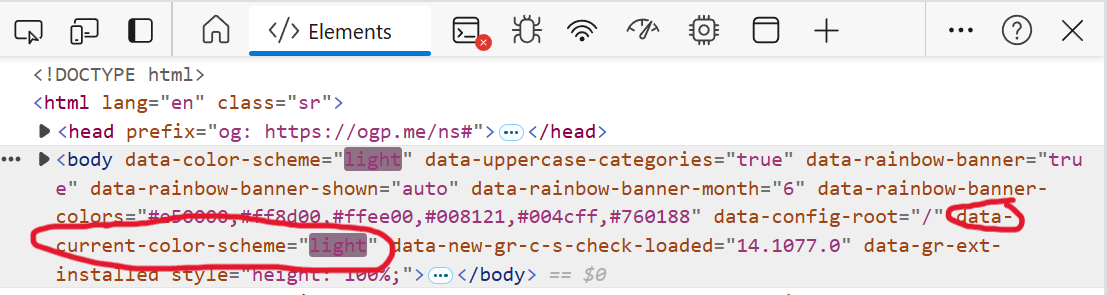 Elements
<!DOCTYPE html>
<html lang="en" class="sr">
<head prefix="og: https://ogp.me/ns#">…</head>
<body data-color-scheme="light" data-uppercase-categories="true" data-rainbow-banner="tru
e" data-rainbow-banner-shown="auto" data-rainbow-banner-month="6" data-rainbow-banner-
colors="#e50000,#ff8d00,#ffee00,#008121,#004cff,#760188" data-config-root="/" data-
current-color-scheme="light" data-new-gr-c-s-check-loaded="14.1077.0" data-gr-ext-
installed style="height: 100%;">…</body> == $0